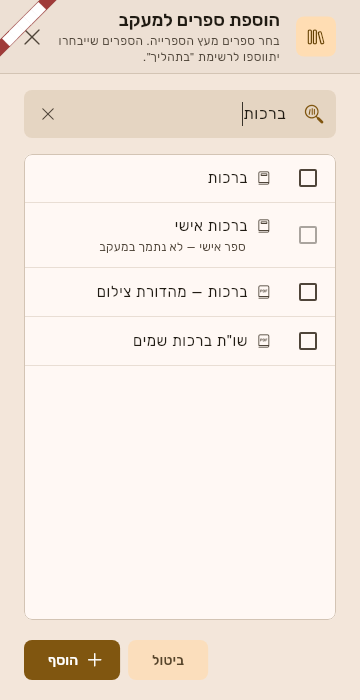 הוספת ספרים למעקב
בחר ספרים מעץ הספרייה. הספרים שייבחרו
יתווספו לרשימת "בתהליך".
ברכות
ברכות
ברכות אישי
ספר אישי – לא נתמך במעקב
ברכות – מהדורת צילום
שו"ת ברכות שמים
ביטול
הוסף